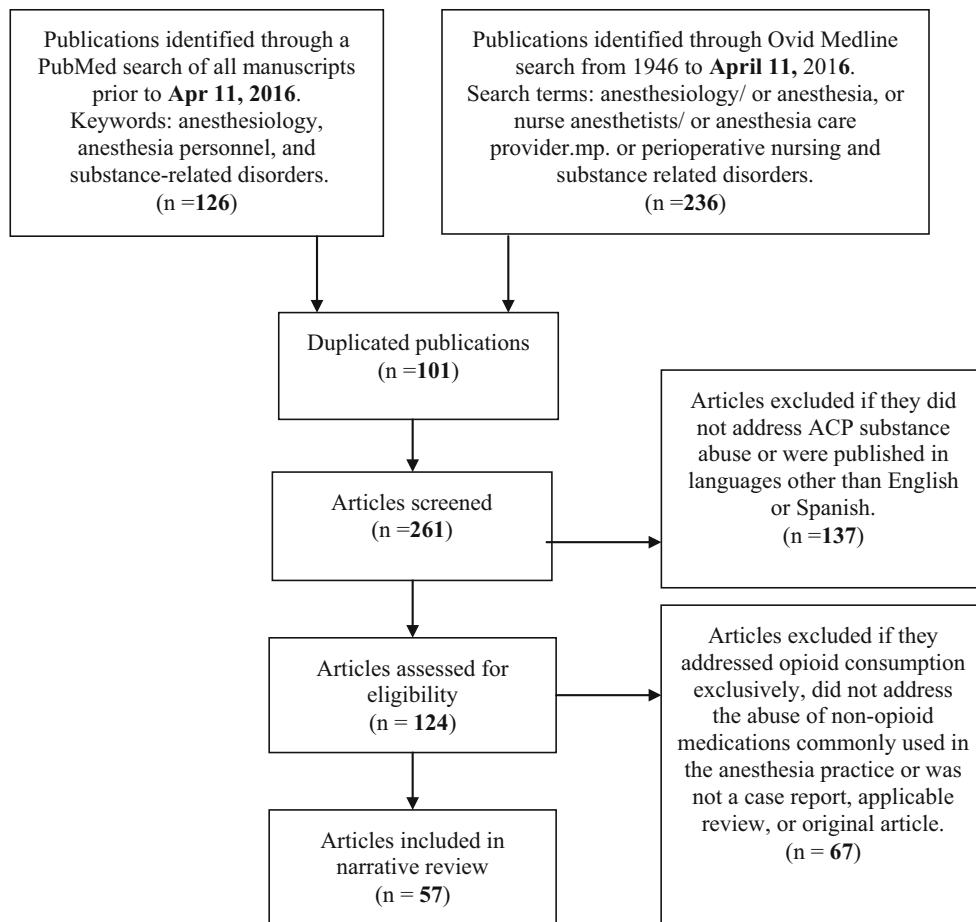 Publications identified through a
PubMed search of all manuscripts
prior to Apr 11, 2016.
Keywords: anesthesiology,
anesthesia personnel, and
substance-related disorders.
(n =126)
Publications identified through Ovid Medline
search from 1946 to April 11, 2016.
Search terms: anesthesiology/ or anesthesia, or
nurse anesthetists/ or anesthesia care
provider.mp. or perioperative nursing and
substance related disorders.
(n =236)
Duplicated publications
(n =101)
Articles screened
(n =261)
Articles excluded if they did
not address ACP substance
abuse or were published in
languages other than English
or Spanish.
(n =137)
Articles assessed for
eligibility
(n = 124)
Articles excluded if they
addressed opioid consumption
exclusively, did not address
the abuse of non-opioid
medications commonly used in
the anesthesia practice or was
not a case report, applicable
review, or original article.
(n = 67)
Articles included in
narrative review
(n = 57)